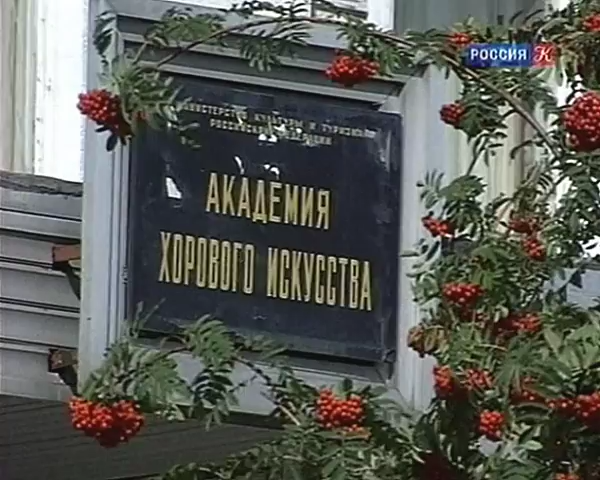 РОССИЯ К
МИНИСТЕРСТВО КУЛЬТУРЫ И ТУРИЗМА
РОССИЙСКОЙ ФЕДЕРАЦИИ
АКАДЕМИЯ
ХОРОВОГО ИСКУССТВА